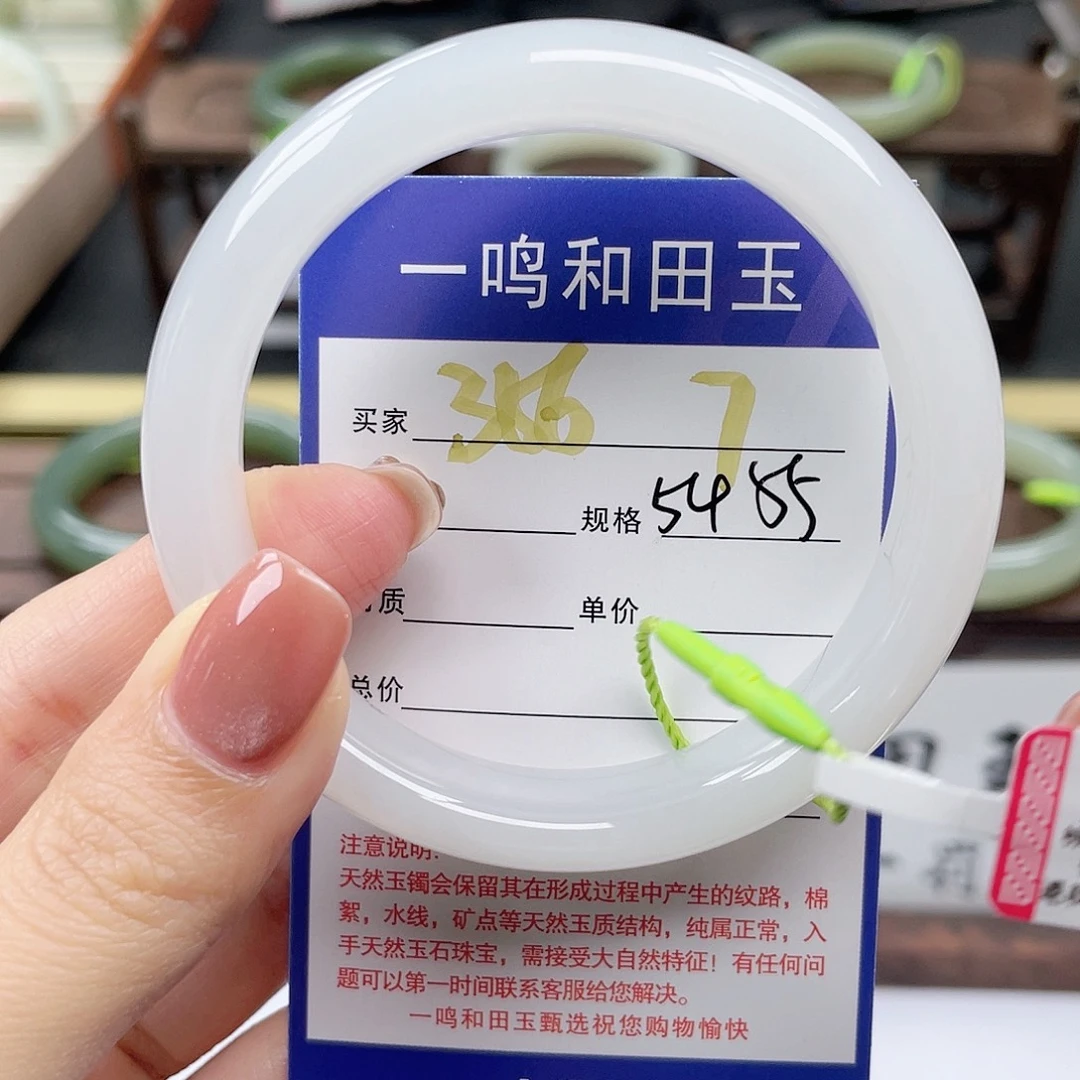 一鸣和田玉
买家 366 7
规格 54 85
质 单价
总价
注意说明:
天然玉镯会保留其在形成过程中产生的纹路，棉
絮，水线，矿点等天然玉质结构，纯属正常，入
手天然玉石珠宝，需接受大自然特征！有任何问
题可以第一时间联系客服给您解决。
一鸣和田玉甄选祝您购物愉快